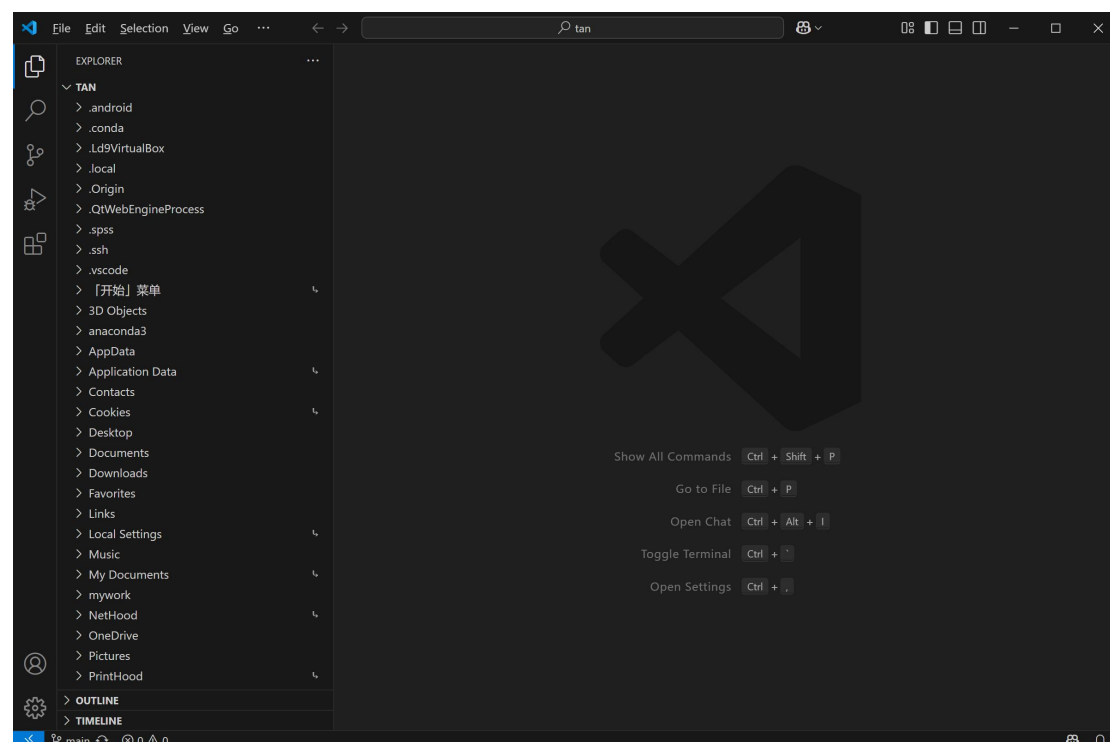 File Edit Selection View Go ··· tan
EXPLORER ···
TAN
.android
.conda
.Ld9VirtualBox
.local
.Origin
.QtWebEngineProcess
.spss
.ssh
.vscode
「开始」菜单
3D Objects
anaconda3
AppData
Application Data
Contacts
Cookies
Desktop
Documents
Downloads
Favorites
Links
Local Settings
Music
My Documents
mywork
NetHood
OneDrive
Pictures
PrintHood
OUTLINE
TIMELINE
Show All Commands Ctrl + Shift + P
Go to File Ctrl + P
Open Chat Ctrl + Alt + I
Toggle Terminal Ctrl + `
Open Settings Ctrl + ,
main 0 0